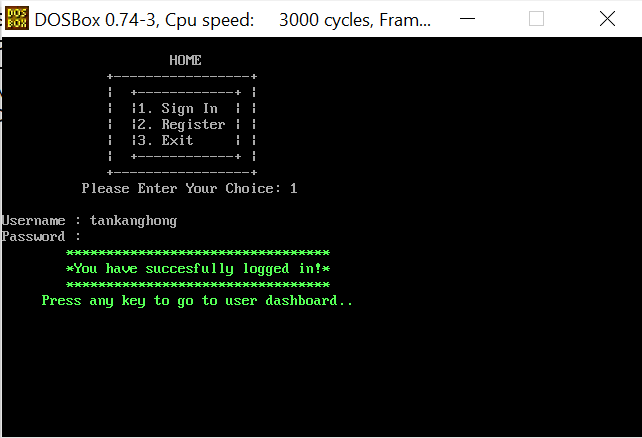 DOS BOX DOSBox 0.74-3, Cpu speed: 3000 cycles, Fram...
HOME
+-----------------+
¦ +------------+ ¦
¦ ¦1. Sign In ¦ ¦
¦ ¦2. Register ¦ ¦
¦ ¦3. Exit ¦ ¦
¦ +------------+ ¦
+-----------------+
Please Enter Your Choice: 1
Username : tankanghong
Password :
*********************************
*You have succesfully logged in!*
*********************************
Press any key to go to user dashboard..